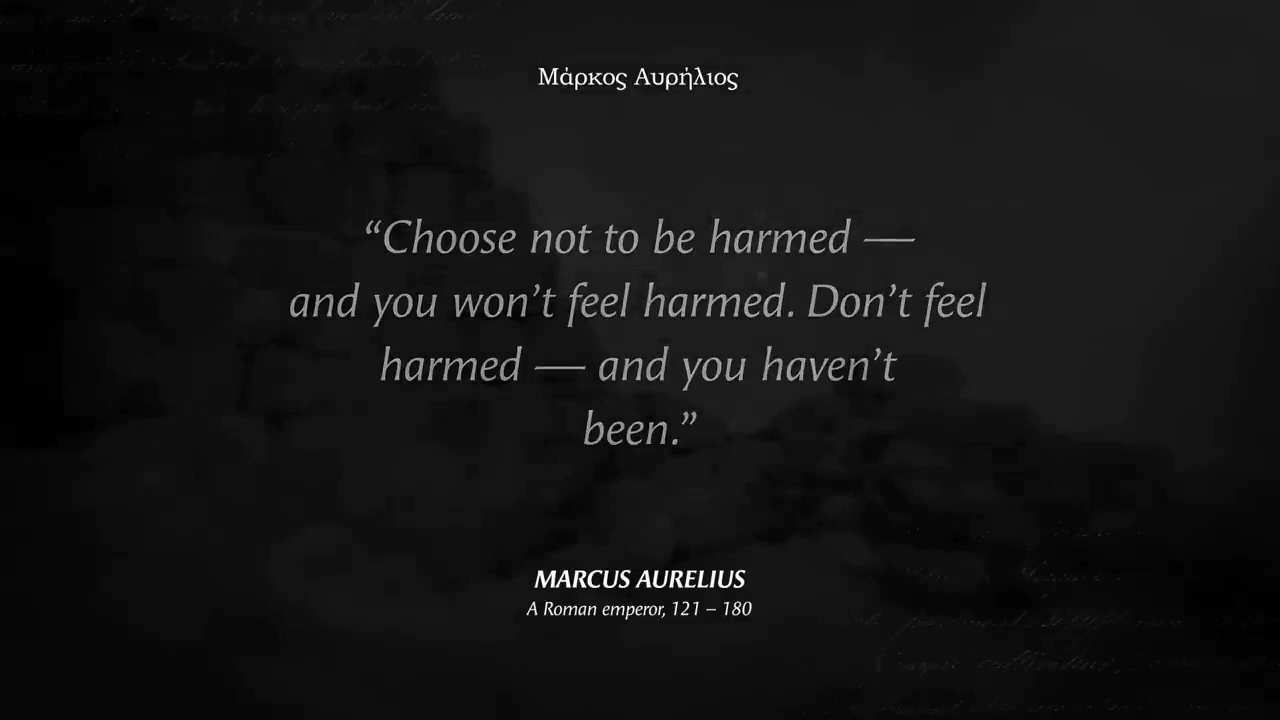 Μάρκος Αυρήλιος
“Choose not to be harmed —
and you won’t feel harmed. Don’t feel
harmed — and you haven’t
been.”
MARCUS AURELIUS
A Roman emperor, 121 – 180